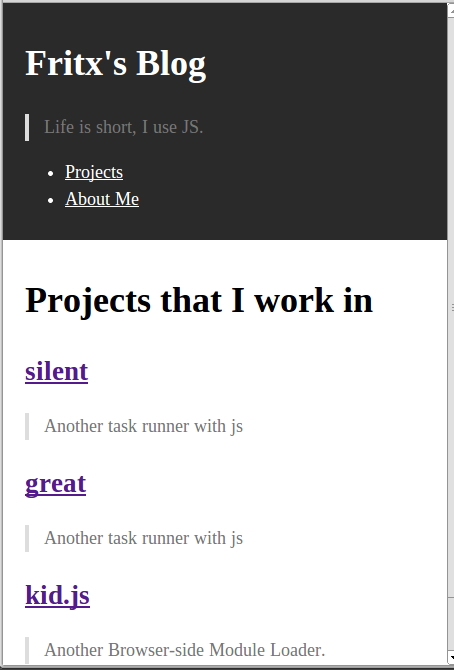 Fritx's Blog
Life is short, I use JS.
Projects
About Me
Projects that I work in
silent
Another task runner with js
great
Another task runner with js
kid.js
Another Browser-side Module Loader.